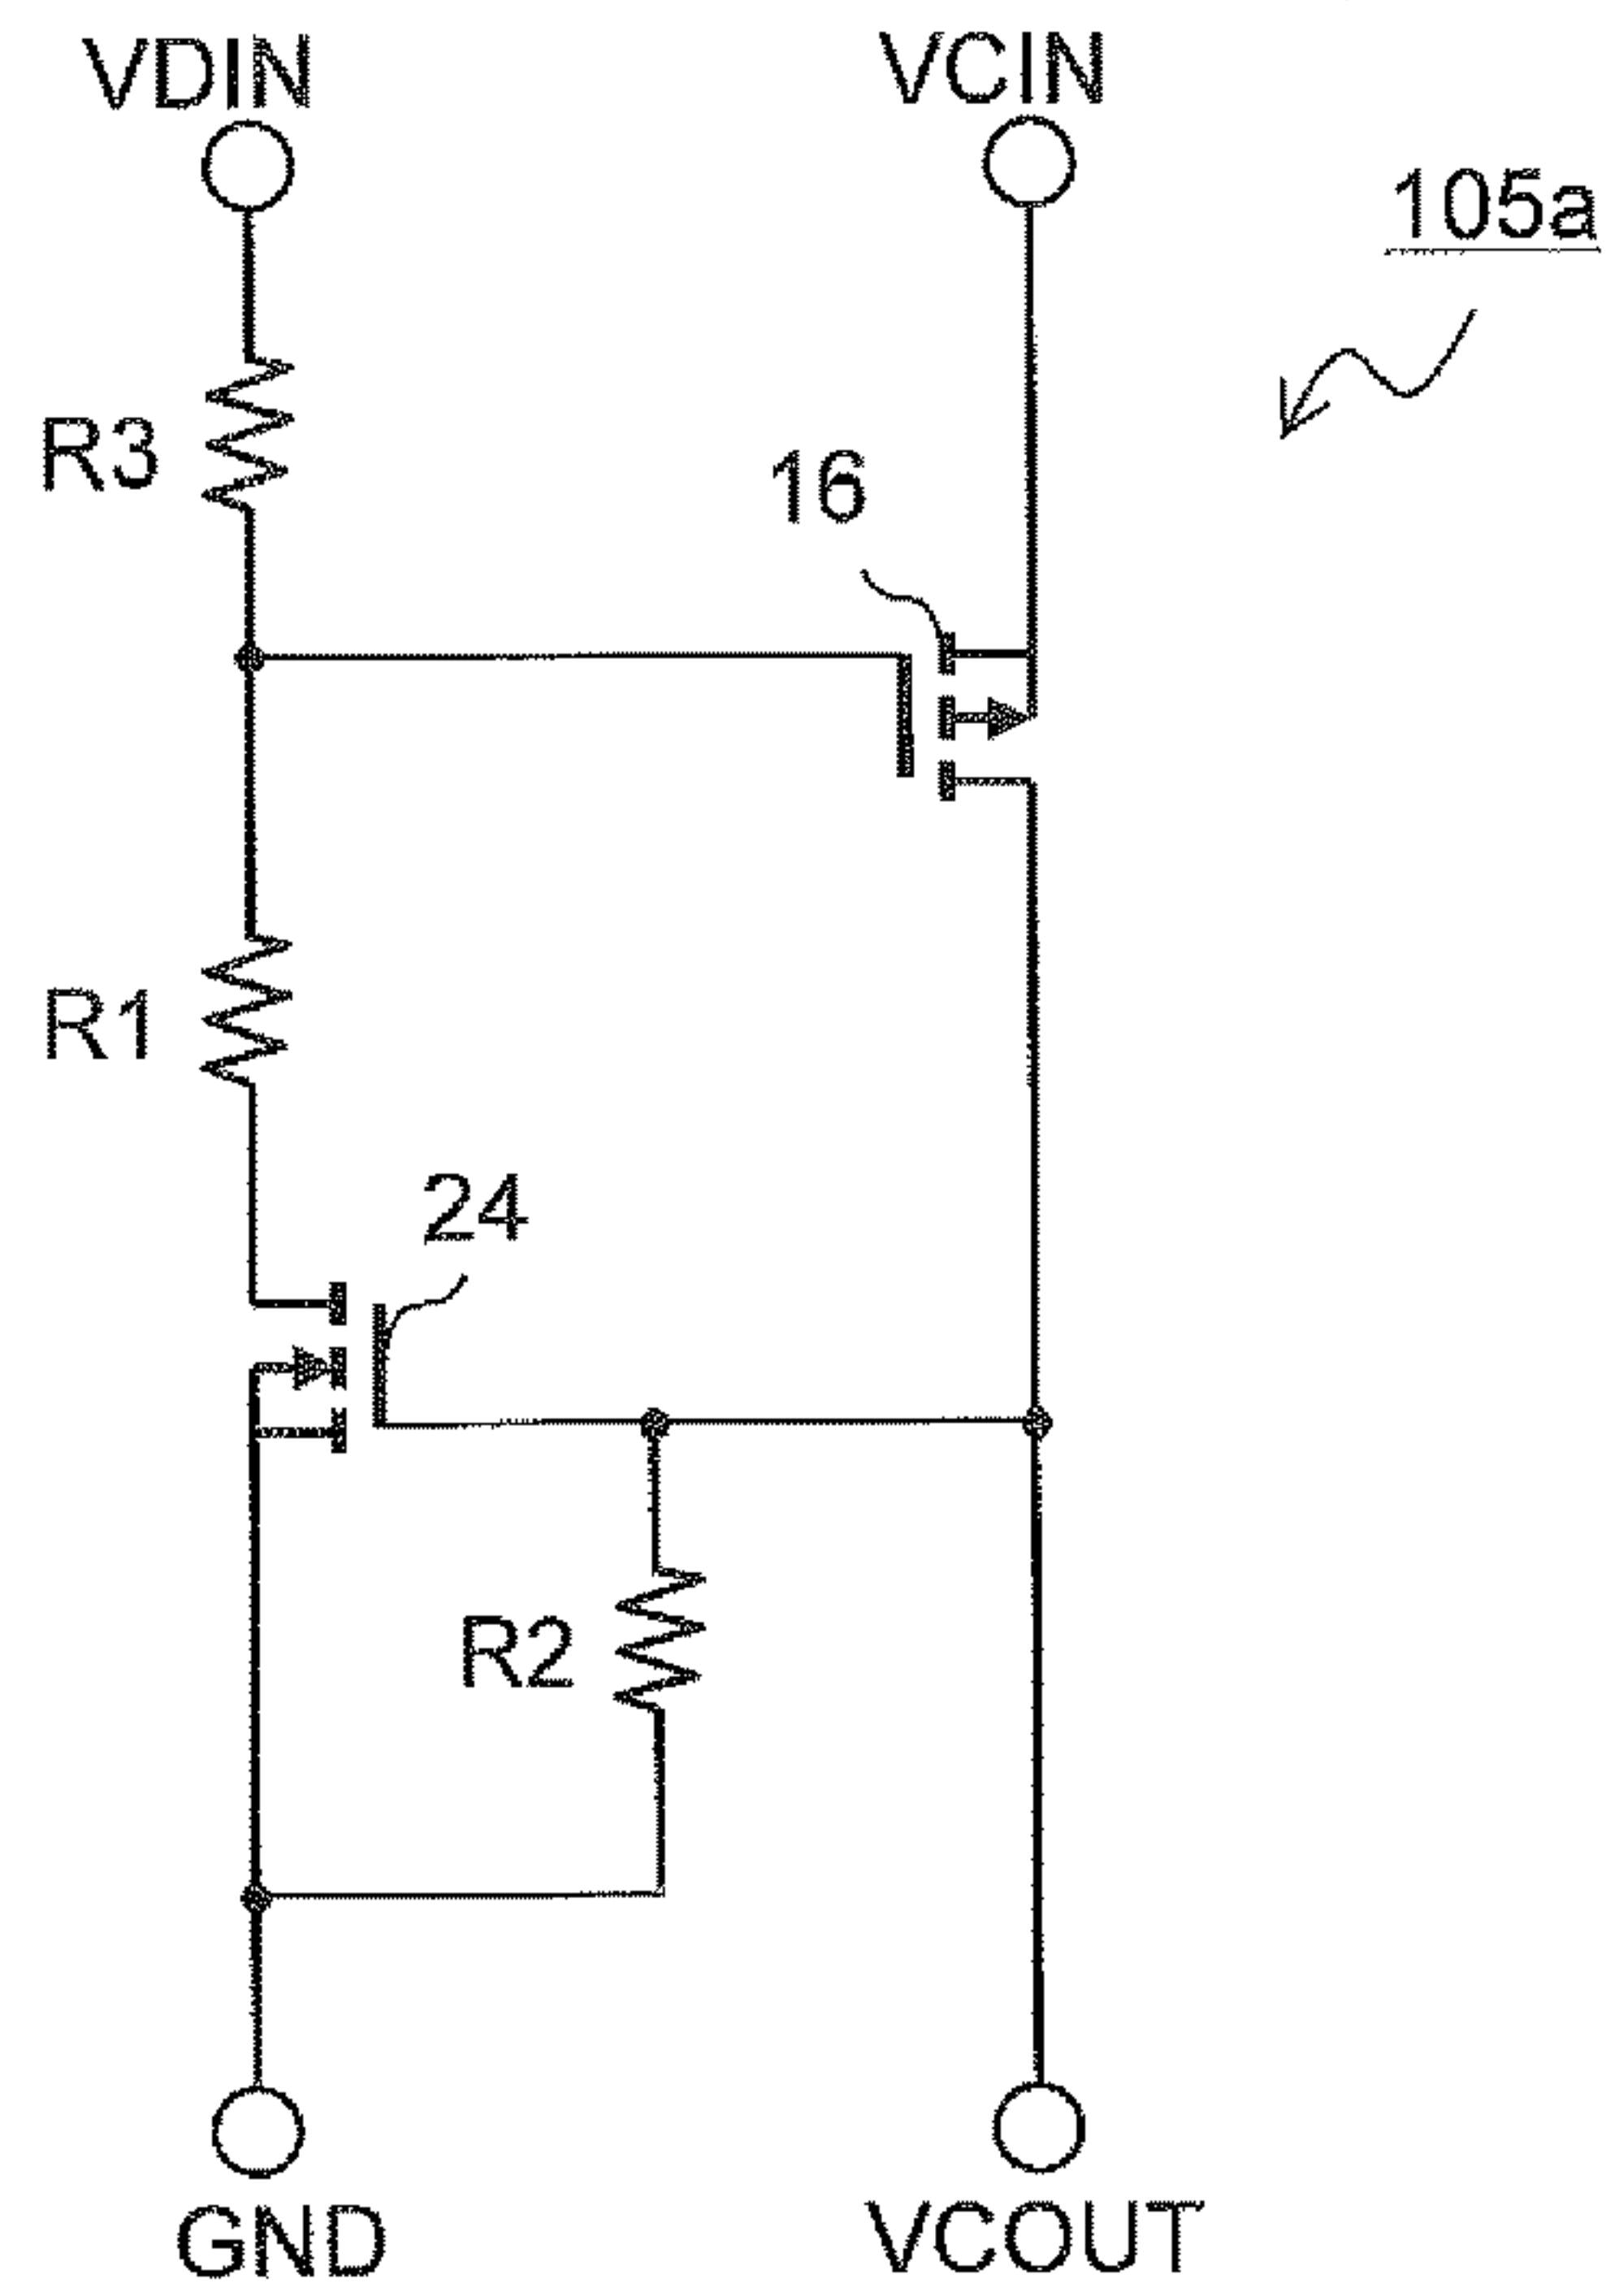 VDIN
VCIN
105a
R3
16
R1
24
R2
GND
VCOUT